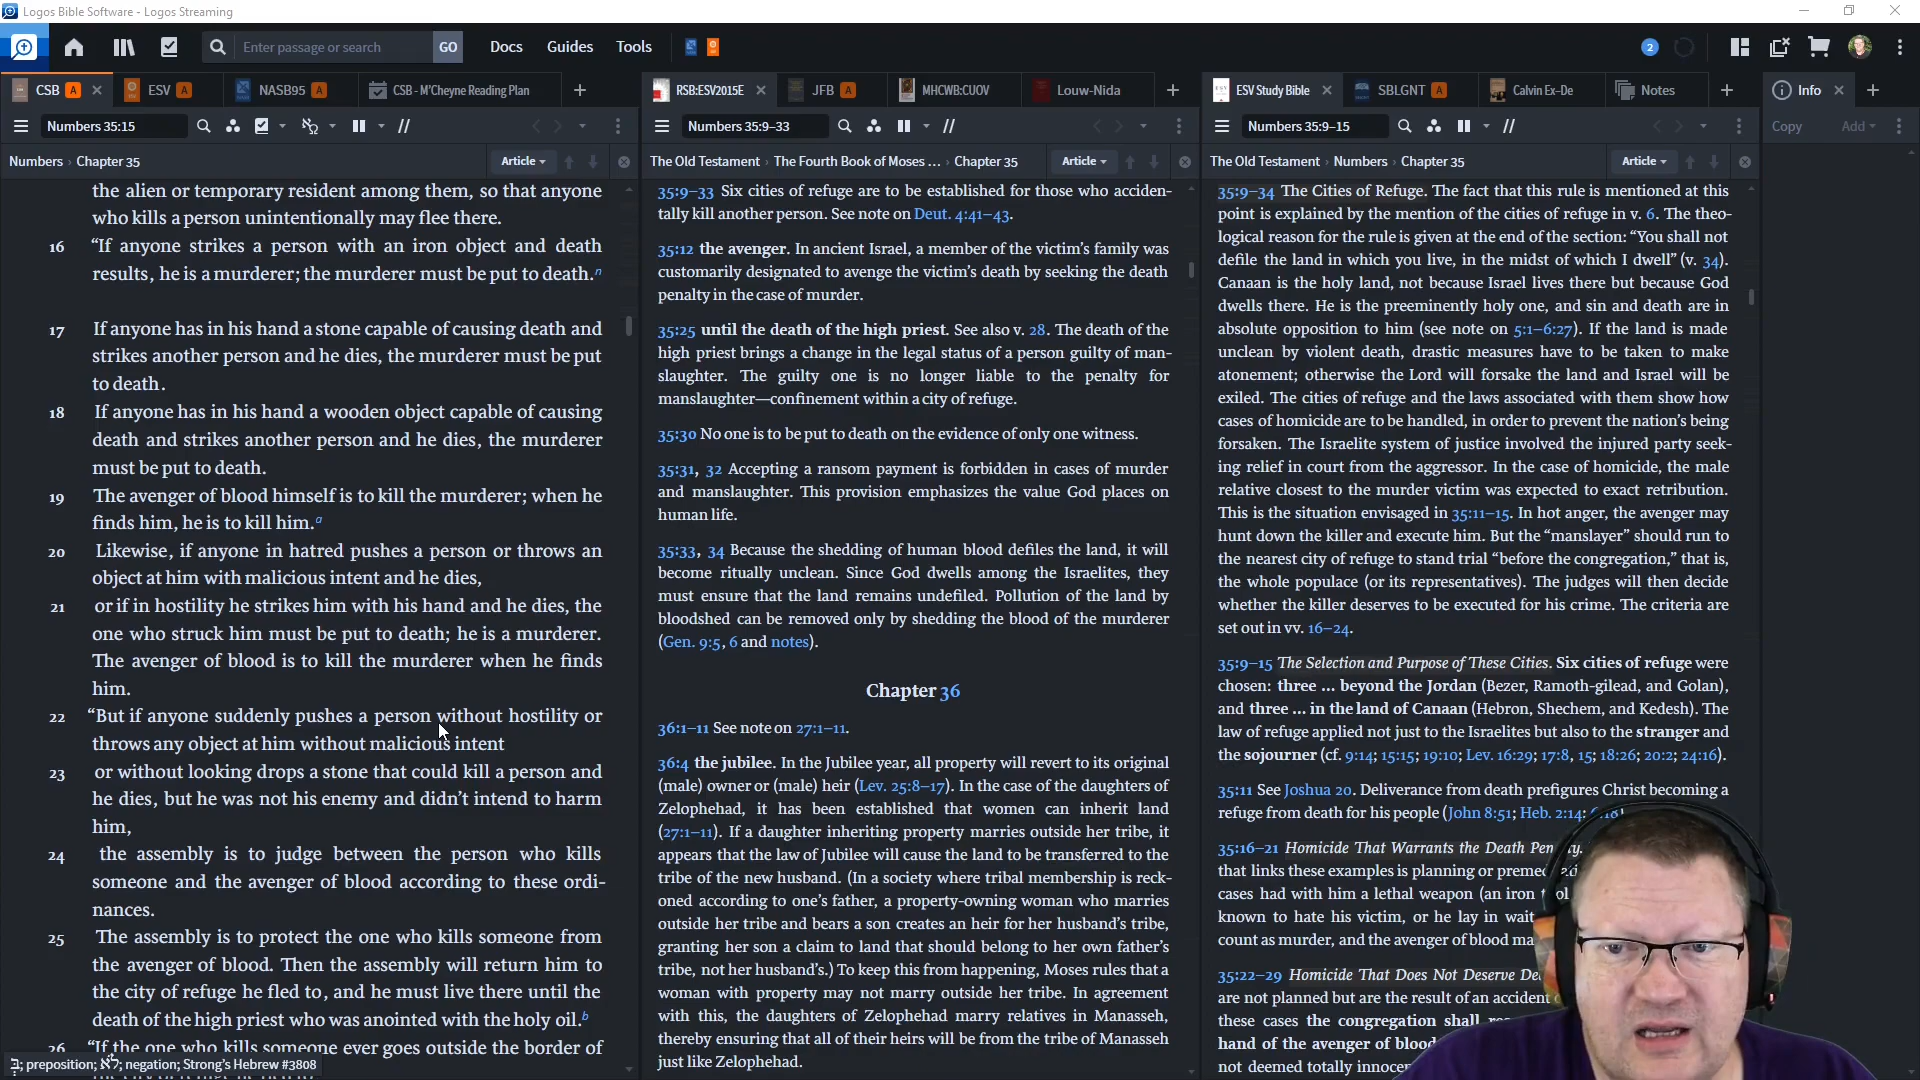 Logos Bible Software - Logos Streaming
Enter passage or search
GO
Docs
Guides
Tools
2
CSB A
ESV A
NASB95 A
CSB - M'Cheyne Reading Plan
RSB:ESV2015E
JFB A
MHCWB:CUOV
Louw-Nida
ESV Study Bible
SBLGNT A
Calvin Ex–De
Notes
Info
Numbers 35:15
Numbers 35:9–33
Numbers 35:9–15
Copy
Add
Numbers › Chapter 35
Article
The Old Testament › The Fourth Book of Moses ... › Chapter 35
Article
The Old Testament › Numbers › Chapter 35
Article
the alien or temporary resident among them, so that anyone
who kills a person unintentionally may flee there.
16 “If anyone strikes a person with an iron object and death
results, he is a murderer; the murderer must be put to death.n
17 If anyone has in his hand a stone capable of causing death and
strikes another person and he dies, the murderer must be put
to death.
18 If anyone has in his hand a wooden object capable of causing
death and strikes another person and he dies, the murderer
must be put to death.
19 The avenger of blood himself is to kill the murderer; when he
finds him, he is to kill him.a
20 Likewise, if anyone in hatred pushes a person or throws an
object at him with malicious intent and he dies,
21 or if in hostility he strikes him with his hand and he dies, the
one who struck him must be put to death; he is a murderer.
The avenger of blood is to kill the murderer when he finds
him.
22 “But if anyone suddenly pushes a person without hostility or
throws any object at him without malicious intent
23 or without looking drops a stone that could kill a person and
he dies, but he was not his enemy and didn’t intend to harm
him,
24 the assembly is to judge between the person who kills
someone and the avenger of blood according to these ordi-
nances.
25 The assembly is to protect the one who kills someone from
the avenger of blood. Then the assembly will return him to
the city of refuge he fled to, and he must live there until the
death of the high priest who was anointed with the holy oil.b
26 “If the one who kills someone ever goes outside the border of
בְּ; preposition; לֹא; negation; Strong's Hebrew #3808
35:9–33 Six cities of refuge are to be established for those who acciden-
tally kill another person. See note on Deut. 4:41–43.
35:12 the avenger. In ancient Israel, a member of the victim’s family was
customarily designated to avenge the victim’s death by seeking the death
penalty in the case of murder.
35:25 until the death of the high priest. See also v. 28. The death of the
high priest brings a change in the legal status of a person guilty of man-
slaughter. The guilty one is no longer liable to the penalty for
manslaughter—confinement within a city of refuge.
35:30 No one is to be put to death on the evidence of only one witness.
35:31, 32 Accepting a ransom payment is forbidden in cases of murder
and manslaughter. This provision emphasizes the value God places on
human life.
35:33, 34 Because the shedding of human blood defiles the land, it will
become ritually unclean. Since God dwells among the Israelites, they
must ensure that the land remains undefiled. Pollution of the land by
bloodshed can be removed only by shedding the blood of the murderer
(Gen. 9:5, 6 and notes).
Chapter 36
36:1–11 See note on 27:1–11.
36:4 the jubilee. In the Jubilee year, all property will revert to its original
(male) owner or (male) heir (Lev. 25:8–17). In the case of the daughters of
Zelophehad, it has been established that women can inherit land
(27:1–11). If a daughter inheriting property marries outside her tribe, it
appears that the law of Jubilee will cause the land to be transferred to the
tribe of the new husband. (In a society where tribal membership is reck-
oned according to one’s father, a property-owning woman who marries
outside her tribe and bears a son creates an heir for her husband’s tribe,
granting her son a claim to land that should belong to her own father’s
tribe, not her husband’s.) To keep this from happening, Moses rules that a
woman with property may not marry outside her tribe. In agreement
with this, the daughters of Zelophehad marry relatives in Manasseh,
thereby ensuring that all of their heirs will be from the tribe of Manasseh
just like Zelophehad.
35:9–34 The Cities of Refuge. The fact that this rule is mentioned at this
point is explained by the mention of the cities of refuge in v. 6. The theo-
logical reason for the rule is given at the end of the section: “You shall not
defile the land in which you live, in the midst of which I dwell” (v. 34).
Canaan is the holy land, not because Israel lives there but because God
dwells there. He is the preeminently holy one, and sin and death are in
absolute opposition to him (see note on 5:1–6:27). If the land is made
unclean by violent death, drastic measures have to be taken to make
atonement; otherwise the Lord will forsake the land and Israel will be
exiled. The cities of refuge and the laws associated with them show how
cases of homicide are to be handled, in order to prevent the nation’s being
forsaken. The Israelite system of justice involved the injured party seek-
ing relief in court from the aggressor. In the case of homicide, the male
relative closest to the murder victim was expected to exact retribution.
This is the situation envisaged in 35:11–15. In hot anger, the avenger may
hunt down the killer and execute him. But the “manslayer” should run to
the nearest city of refuge to stand trial “before the congregation,” that is,
the whole populace (or its representatives). The judges will then decide
whether the killer deserves to be executed for his crime. The criteria are
set out in vv. 16–24.
35:9–15 The Selection and Purpose of These Cities. Six cities of refuge were
chosen: three ... beyond the Jordan (Bezer, Ramoth-gilead, and Golan),
and three ... in the land of Canaan (Hebron, Shechem, and Kedesh). The
law of refuge applied not just to the Israelites but also to the stranger and
the sojourner (cf. 9:14; 15:15; 19:10; Lev. 16:29; 17:8, 15; 18:26; 20:2; 24:16).
35:11 See Joshua 20. Deliverance from death prefigures Christ becoming a
refuge from death for his people (John 8:51; Heb. 2:14;
35:16–21 Homicide That Warrants the Death
that links these examples is planning or
cases had with him a lethal weapon (an iron
known to hate his victim, or he lay in wait
count as murder, and the avenger of blood
35:22–29 Homicide That Does Not Deserve
are not planned but are the result of an accident
these cases the congregation shall
hand of the avenger of blood
not deemed totally